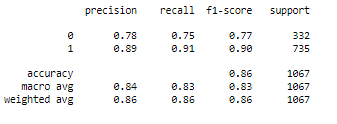 precision recall f1-score support
0 0.78 0.75 0.77 332
1 0.89 0.91 0.90 735
accuracy 0.86 1067
macro avg 0.84 0.83 0.83 1067
weighted avg 0.86 0.86 0.86 1067